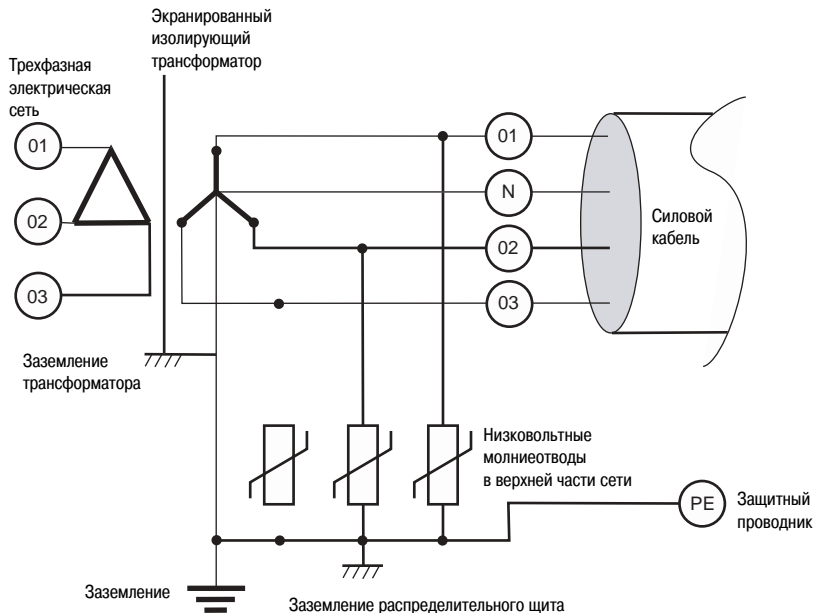 Экранированный
изолирующий
трансформатор
Трехфазная
электрическая
сеть
01
02
03
01
N
02
03
Силовой
кабель
Заземление
трансформатора
Низковольтные
молниеотводы
в верхней части сети
PE
Защитный
проводник
Заземление
Заземление распределительного щита